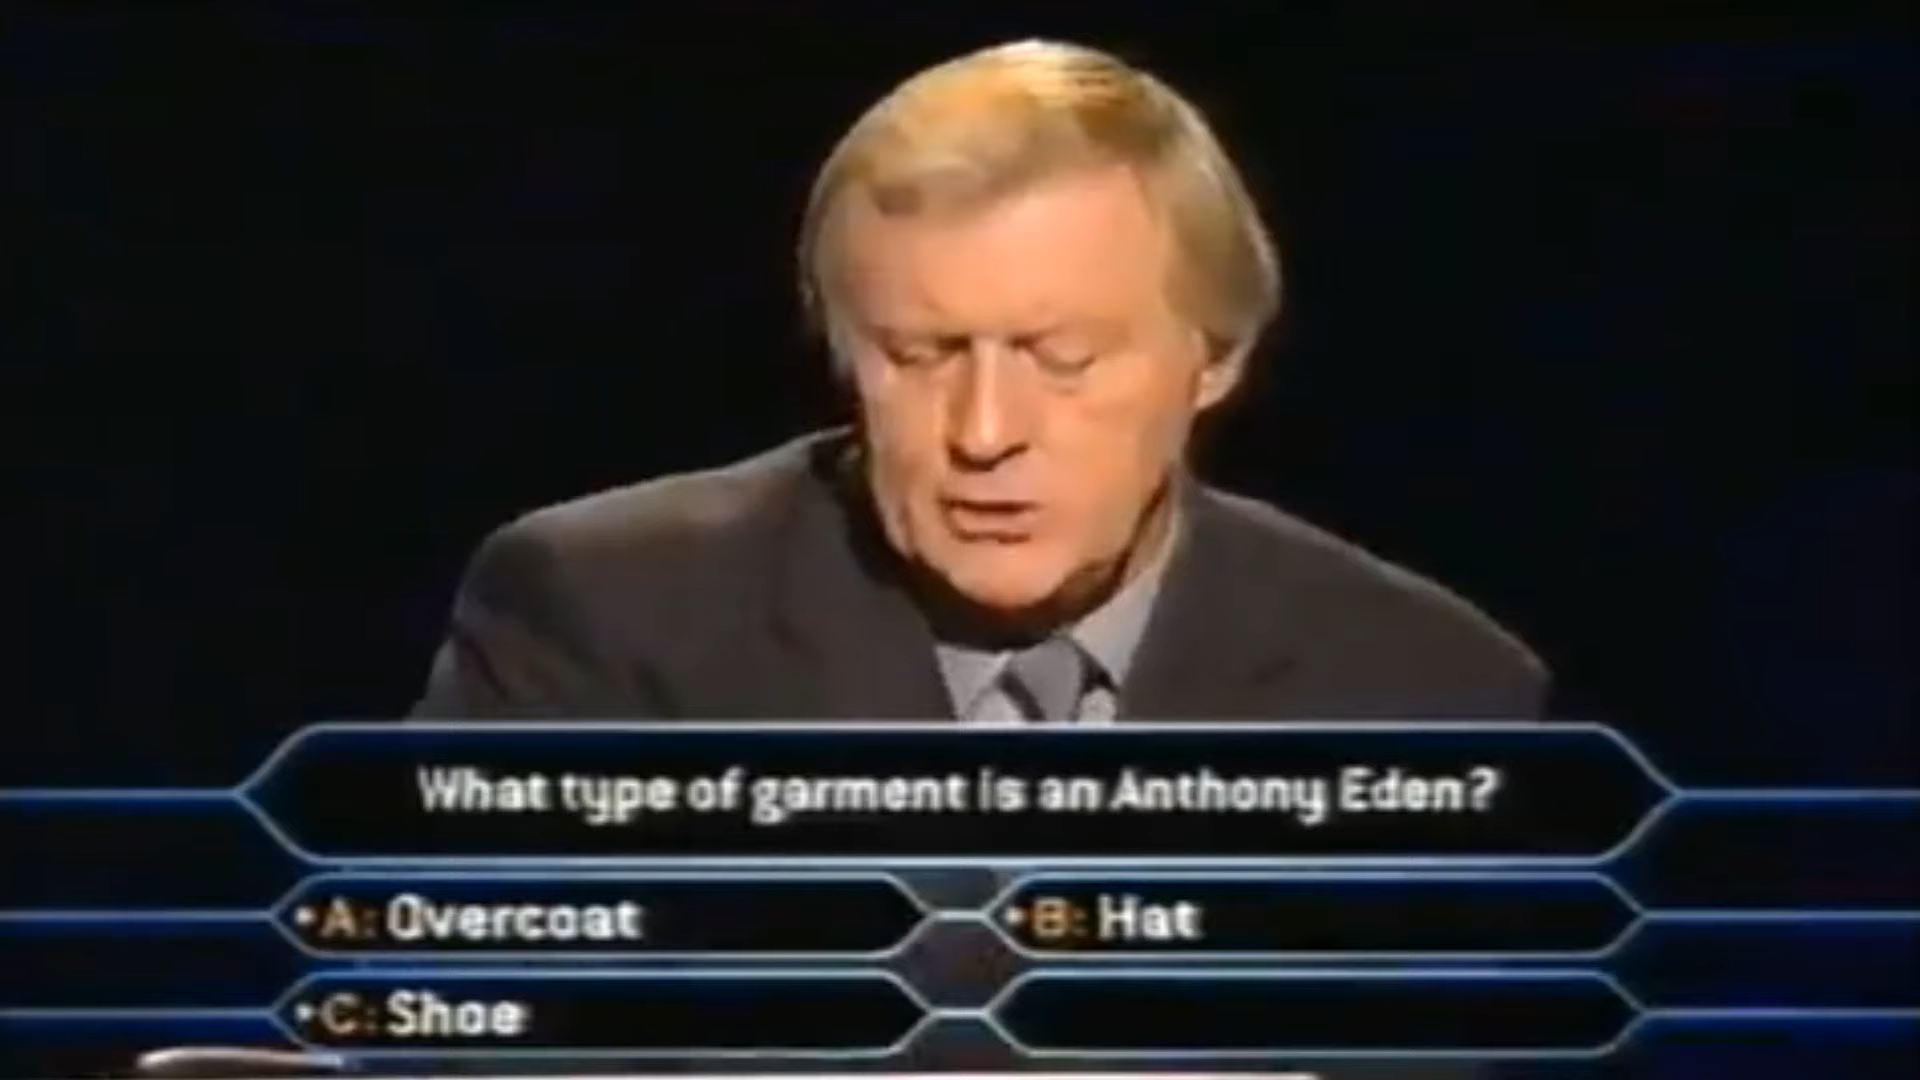 What type of garment is an Anthony Eden?
•A: Overcoat
•B: Hat
•C: Shoe